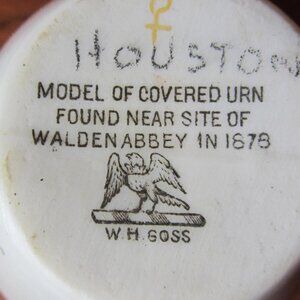 HOUSTON
MODEL OF COVERED URN
FOUND NEAR SITE OF
WALDEN ABBEY IN 1878
W.H. GOSS